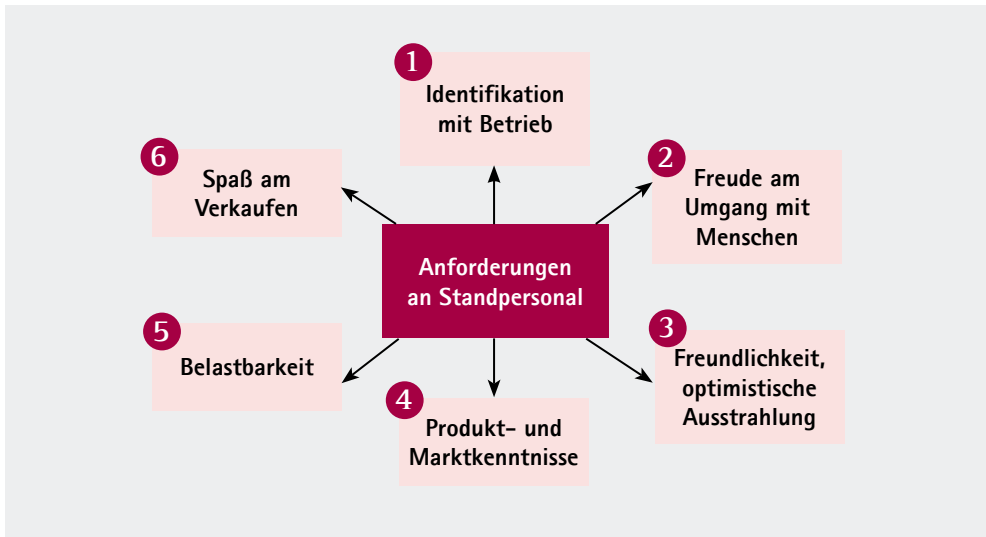 1
Identifikation
mit Betrieb
2
Freude am
Umgang mit
Menschen
3
Freundlichkeit,
optimistische
Ausstrahlung
4
Produkt- und
Marktkenntnisse
5
Belastbarkeit
6
Spaß am
Verkaufen
Anforderungen
an Standpersonal